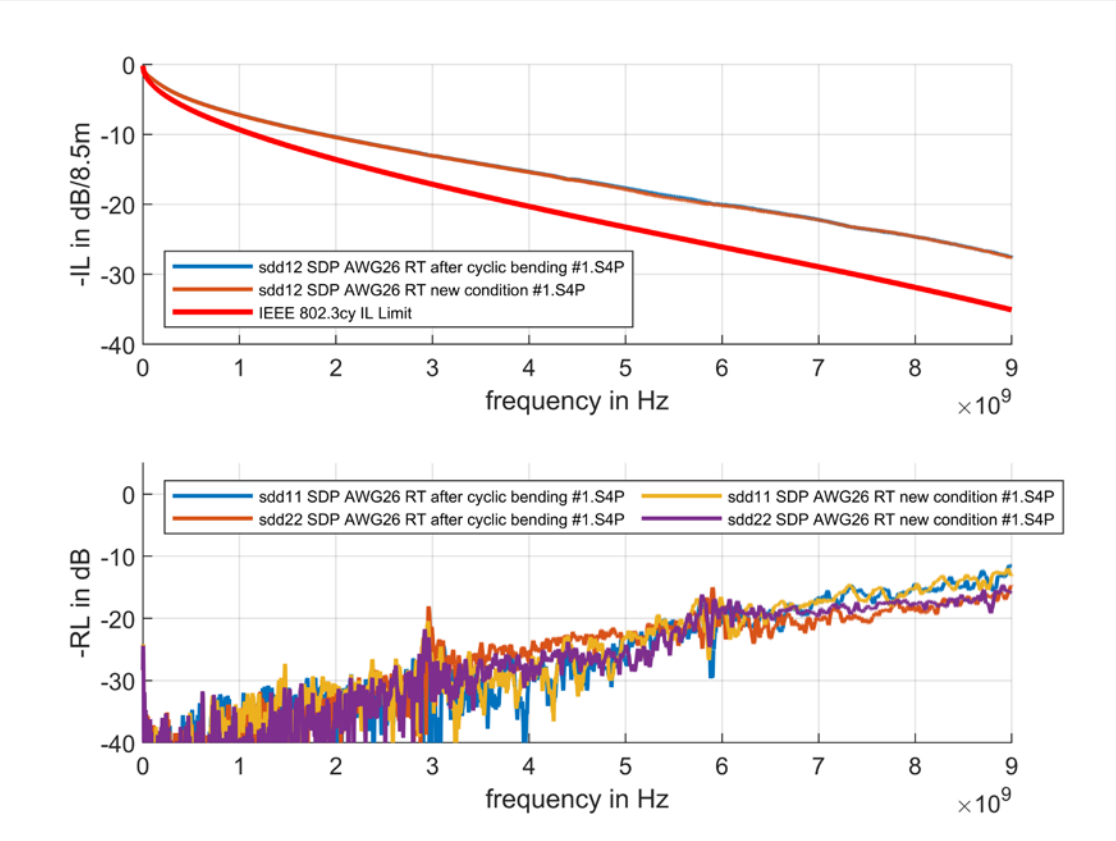 0
-10
-20
-30
-40
-IL in dB/8.5m
sdd12 SDP AWG26 RT after cyclic bending #1.S4P
sdd12 SDP AWG26 RT new condition #1.S4P
IEEE 802.3cy IL Limit
0 1 2 3 4 5 6 7 8 9
frequency in Hz
×10⁹
sdd11 SDP AWG26 RT after cyclic bending #1.S4P sdd11 SDP AWG26 RT new condition #1.S4P
sdd22 SDP AWG26 RT after cyclic bending #1.S4P sdd22 SDP AWG26 RT new condition #1.S4P
0
-10
-20
-30
-40
-RL in dB
0 1 2 3 4 5 6 7 8 9
frequency in Hz
×10⁹